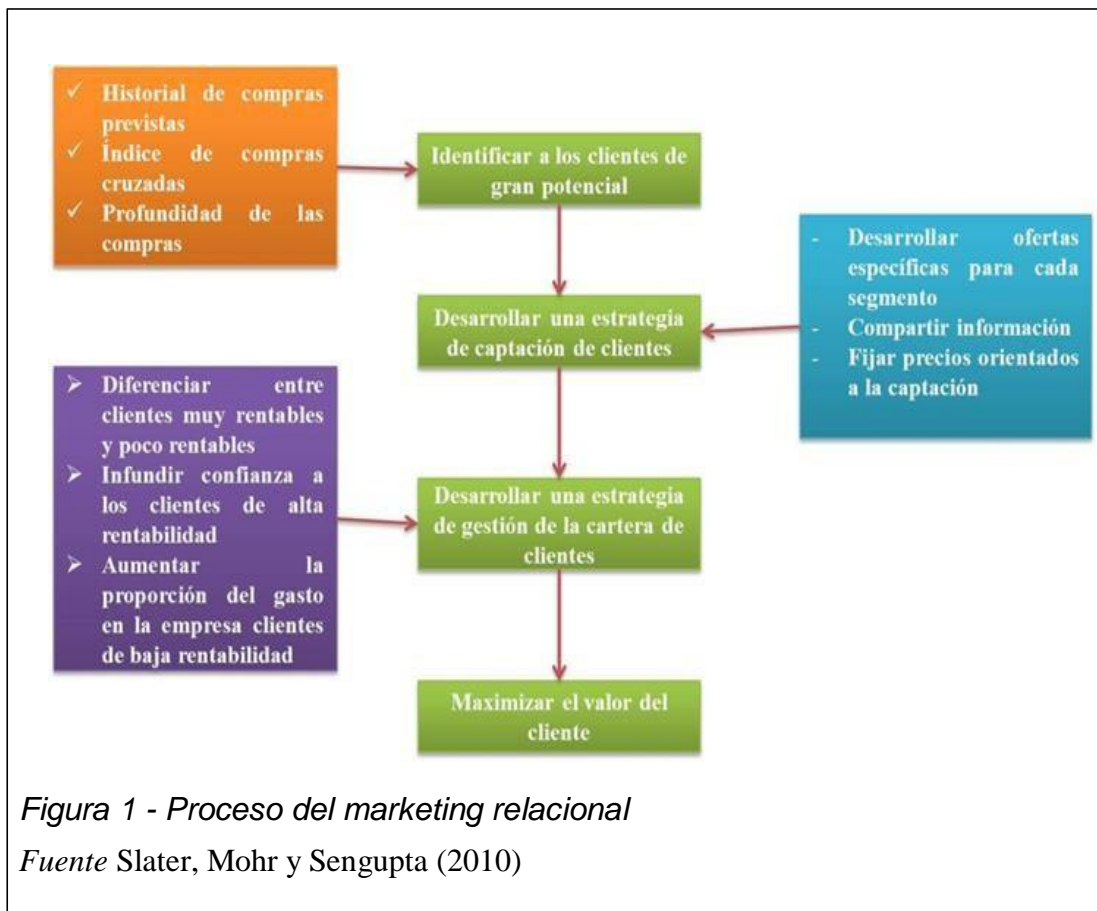 ✓ Historial de compras
previstas
✓ Índice de compras
cruzadas
✓ Profundidad de las
compras
Identificar a los clientes de
gran potencial
- Desarrollar ofertas
específicas para cada
segmento
- Compartir información
- Fijar precios orientados
a la captación
Desarrollar una estrategia
de captación de clientes
➤ Diferenciar entre
clientes muy rentables
y poco rentables
➤ Infundir confianza a
los clientes de alta
rentabilidad
➤ Aumentar la
proporción del gasto
en la empresa clientes
de baja rentabilidad
Desarrollar una estrategia
de gestión de la cartera de
clientes
Maximizar el valor del
cliente
Figura 1 - Proceso del marketing relacional
Fuente Slater, Mohr y Sengupta (2010)